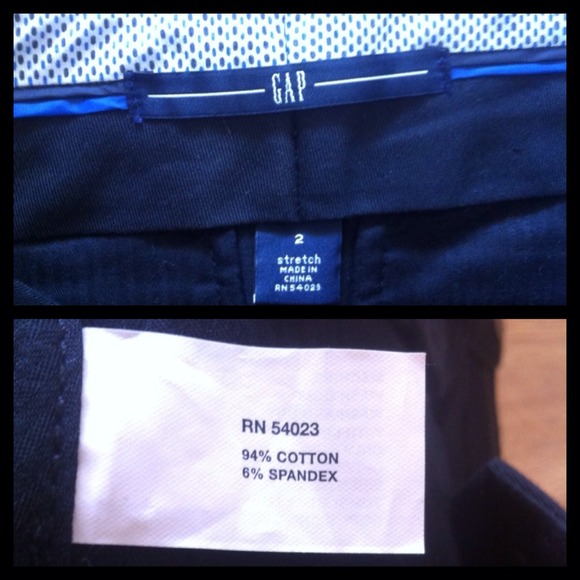 GAP
2
stretch
MADE IN
CHINA
RN 54023
RN 54023
94% COTTON
6% SPANDEX